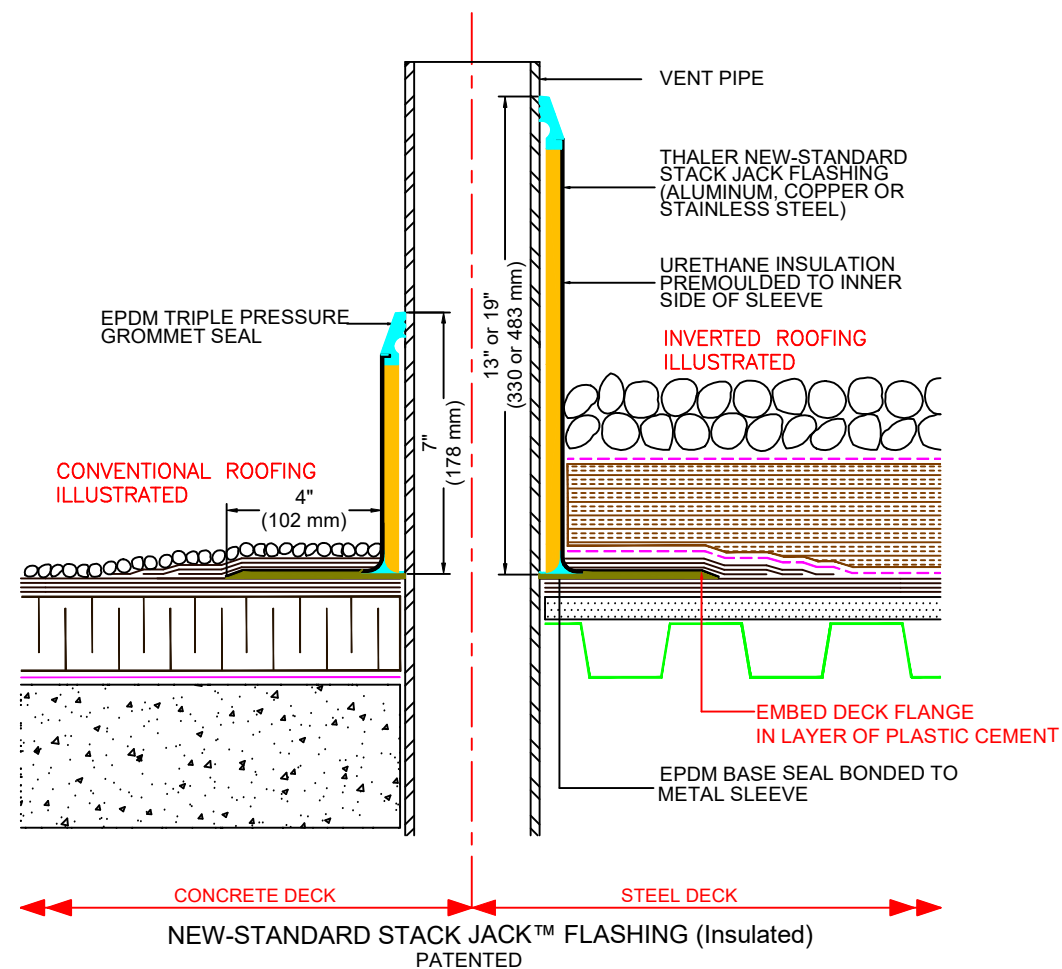 VENT PIPE
THALER NEW-STANDARD
STACK JACK FLASHING
(ALUMINUM, COPPER OR
STAINLESS STEEL)
URETHANE INSULATION
PREMOULDED TO INNER
SIDE OF SLEEVE
EPDM TRIPLE PRESSURE
GROMMET SEAL
13" or 19"
(330 or 483 mm)
INVERTED ROOFING
ILLUSTRATED
7"
(178 mm)
CONVENTIONAL ROOFING
ILLUSTRATED
4"
(102 mm)
EMBED DECK FLANGE
IN LAYER OF PLASTIC CEMENT
EPDM BASE SEAL BONDED TO
METAL SLEEVE
CONCRETE DECK
STEEL DECK
NEW-STANDARD STACK JACK™ FLASHING (Insulated)
PATENTED